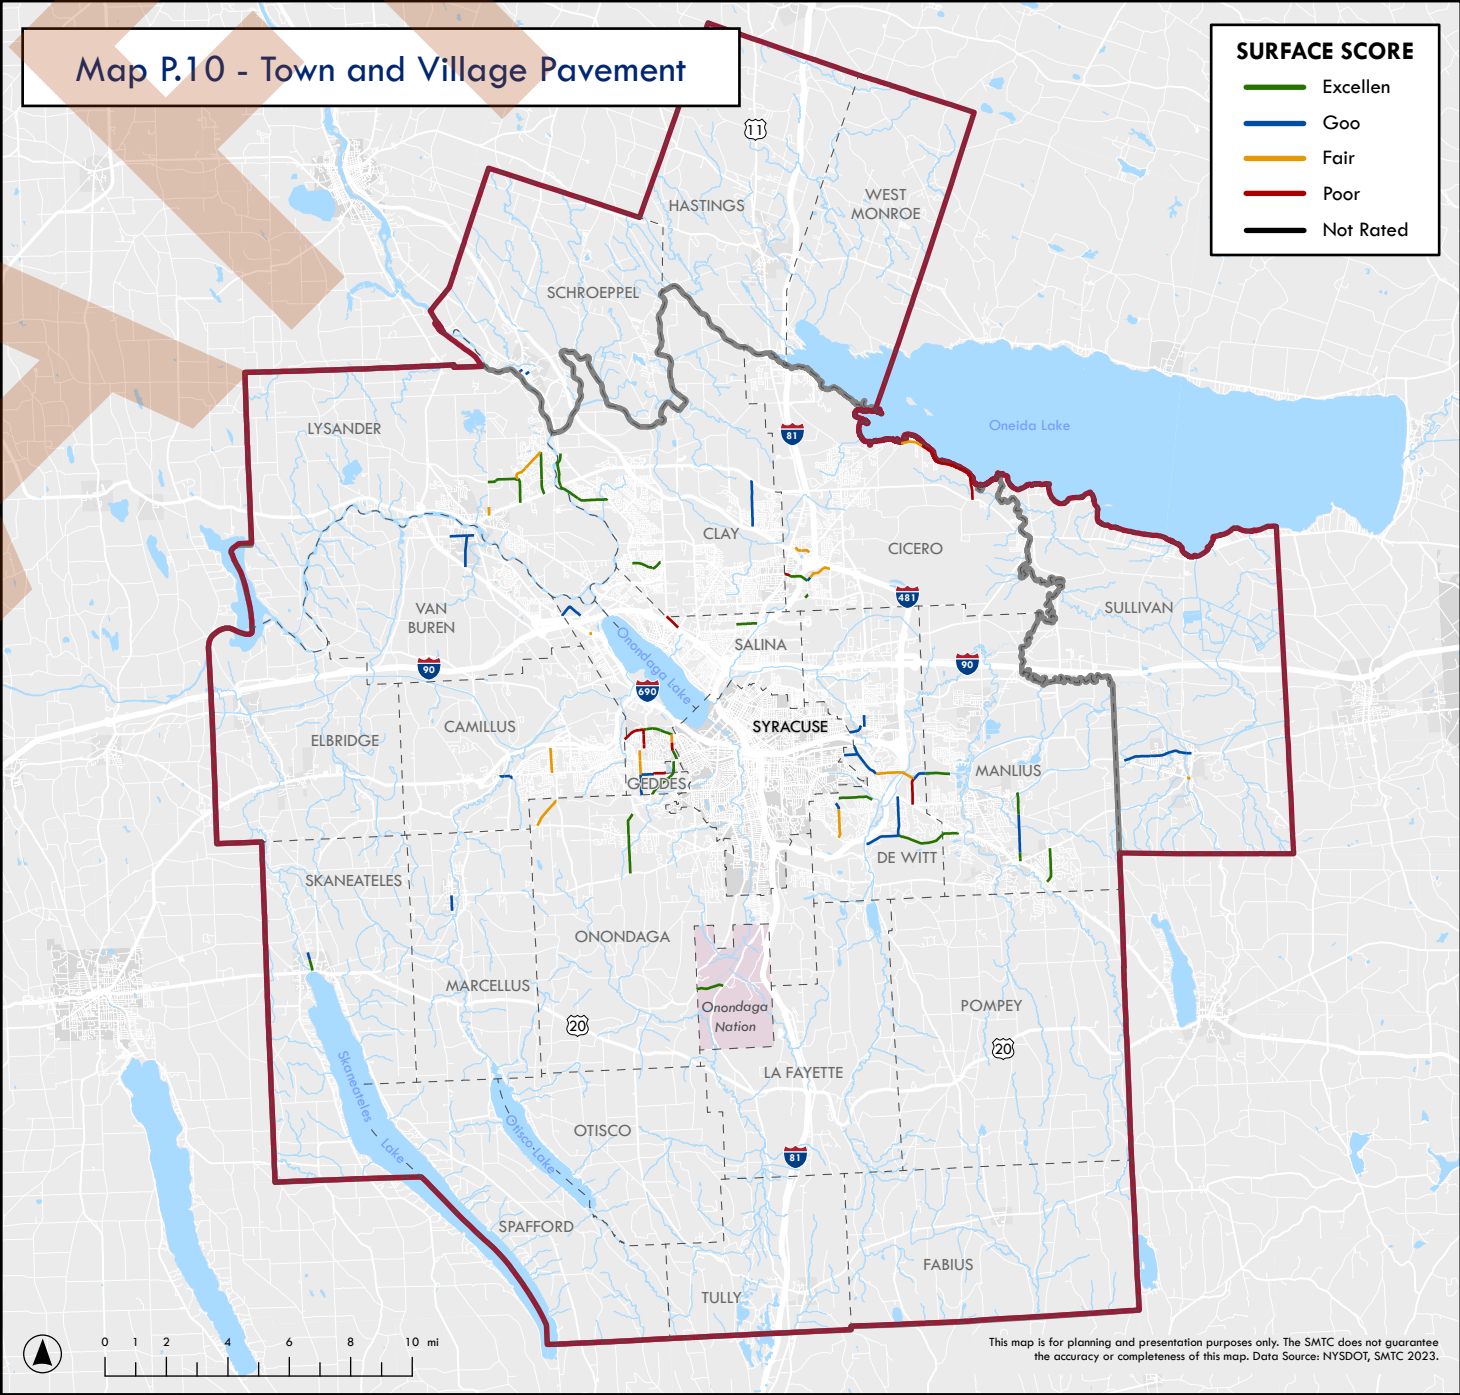 Map P.10 - Town and Village Pavement
SURFACE SCORE
Excellen
Goo
Fair
Poor
Not Rated
11
HASTINGS
WEST
MONROE
SCHROEPPEL
LYSANDER
81
Oneida Lake
CLAY
CICERO
481
VAN
BUREN
SULLIVAN
SALINA
90
90
Onondaga Lake
690
CAMILLUS
SYRACUSE
ELBRIDGE
MANLIUS
GEDDES
DE WITT
SKANEATELES
ONONDAGA
MARCELLUS
Onondaga
Nation
POMPEY
20
20
LA FAYETTE
Skaneateles
Lake
Otisco Lake
OTISCO
81
SPAFFORD
FABIUS
TULLY
0 1 2 4 6 8 10 mi
This map is for planning and presentation purposes only. The SMTC does not guarantee
the accuracy or completeness of this map. Data Source: NYSDOT, SMTC 2023.